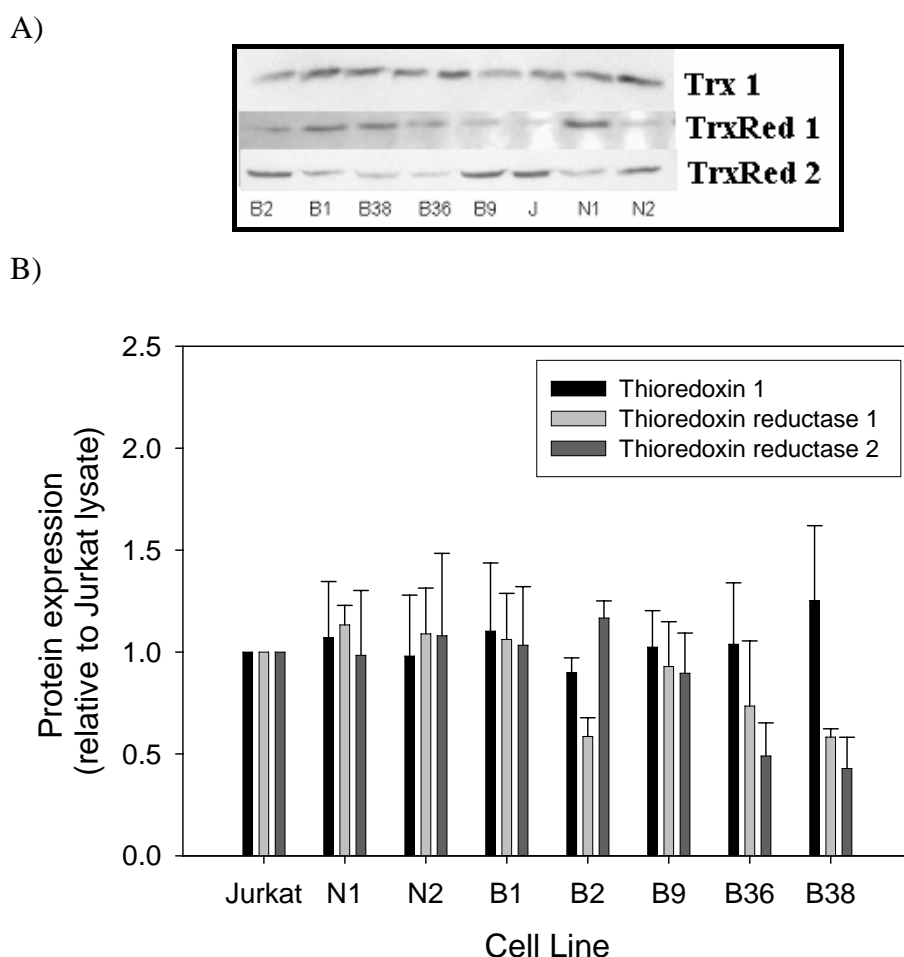 A)
Trx 1
TrxRed 1
TrxRed 2
B2 B1 B38 B36 B9 J N1 N2
B)
Protein expression
(relative to Jurkat lysate)
2.5
2.0
1.5
1.0
0.5
0.0
Thioredoxin 1
Thioredoxin reductase 1
Thioredoxin reductase 2
Jurkat N1 N2 B1 B2 B9 B36 B38
Cell Line